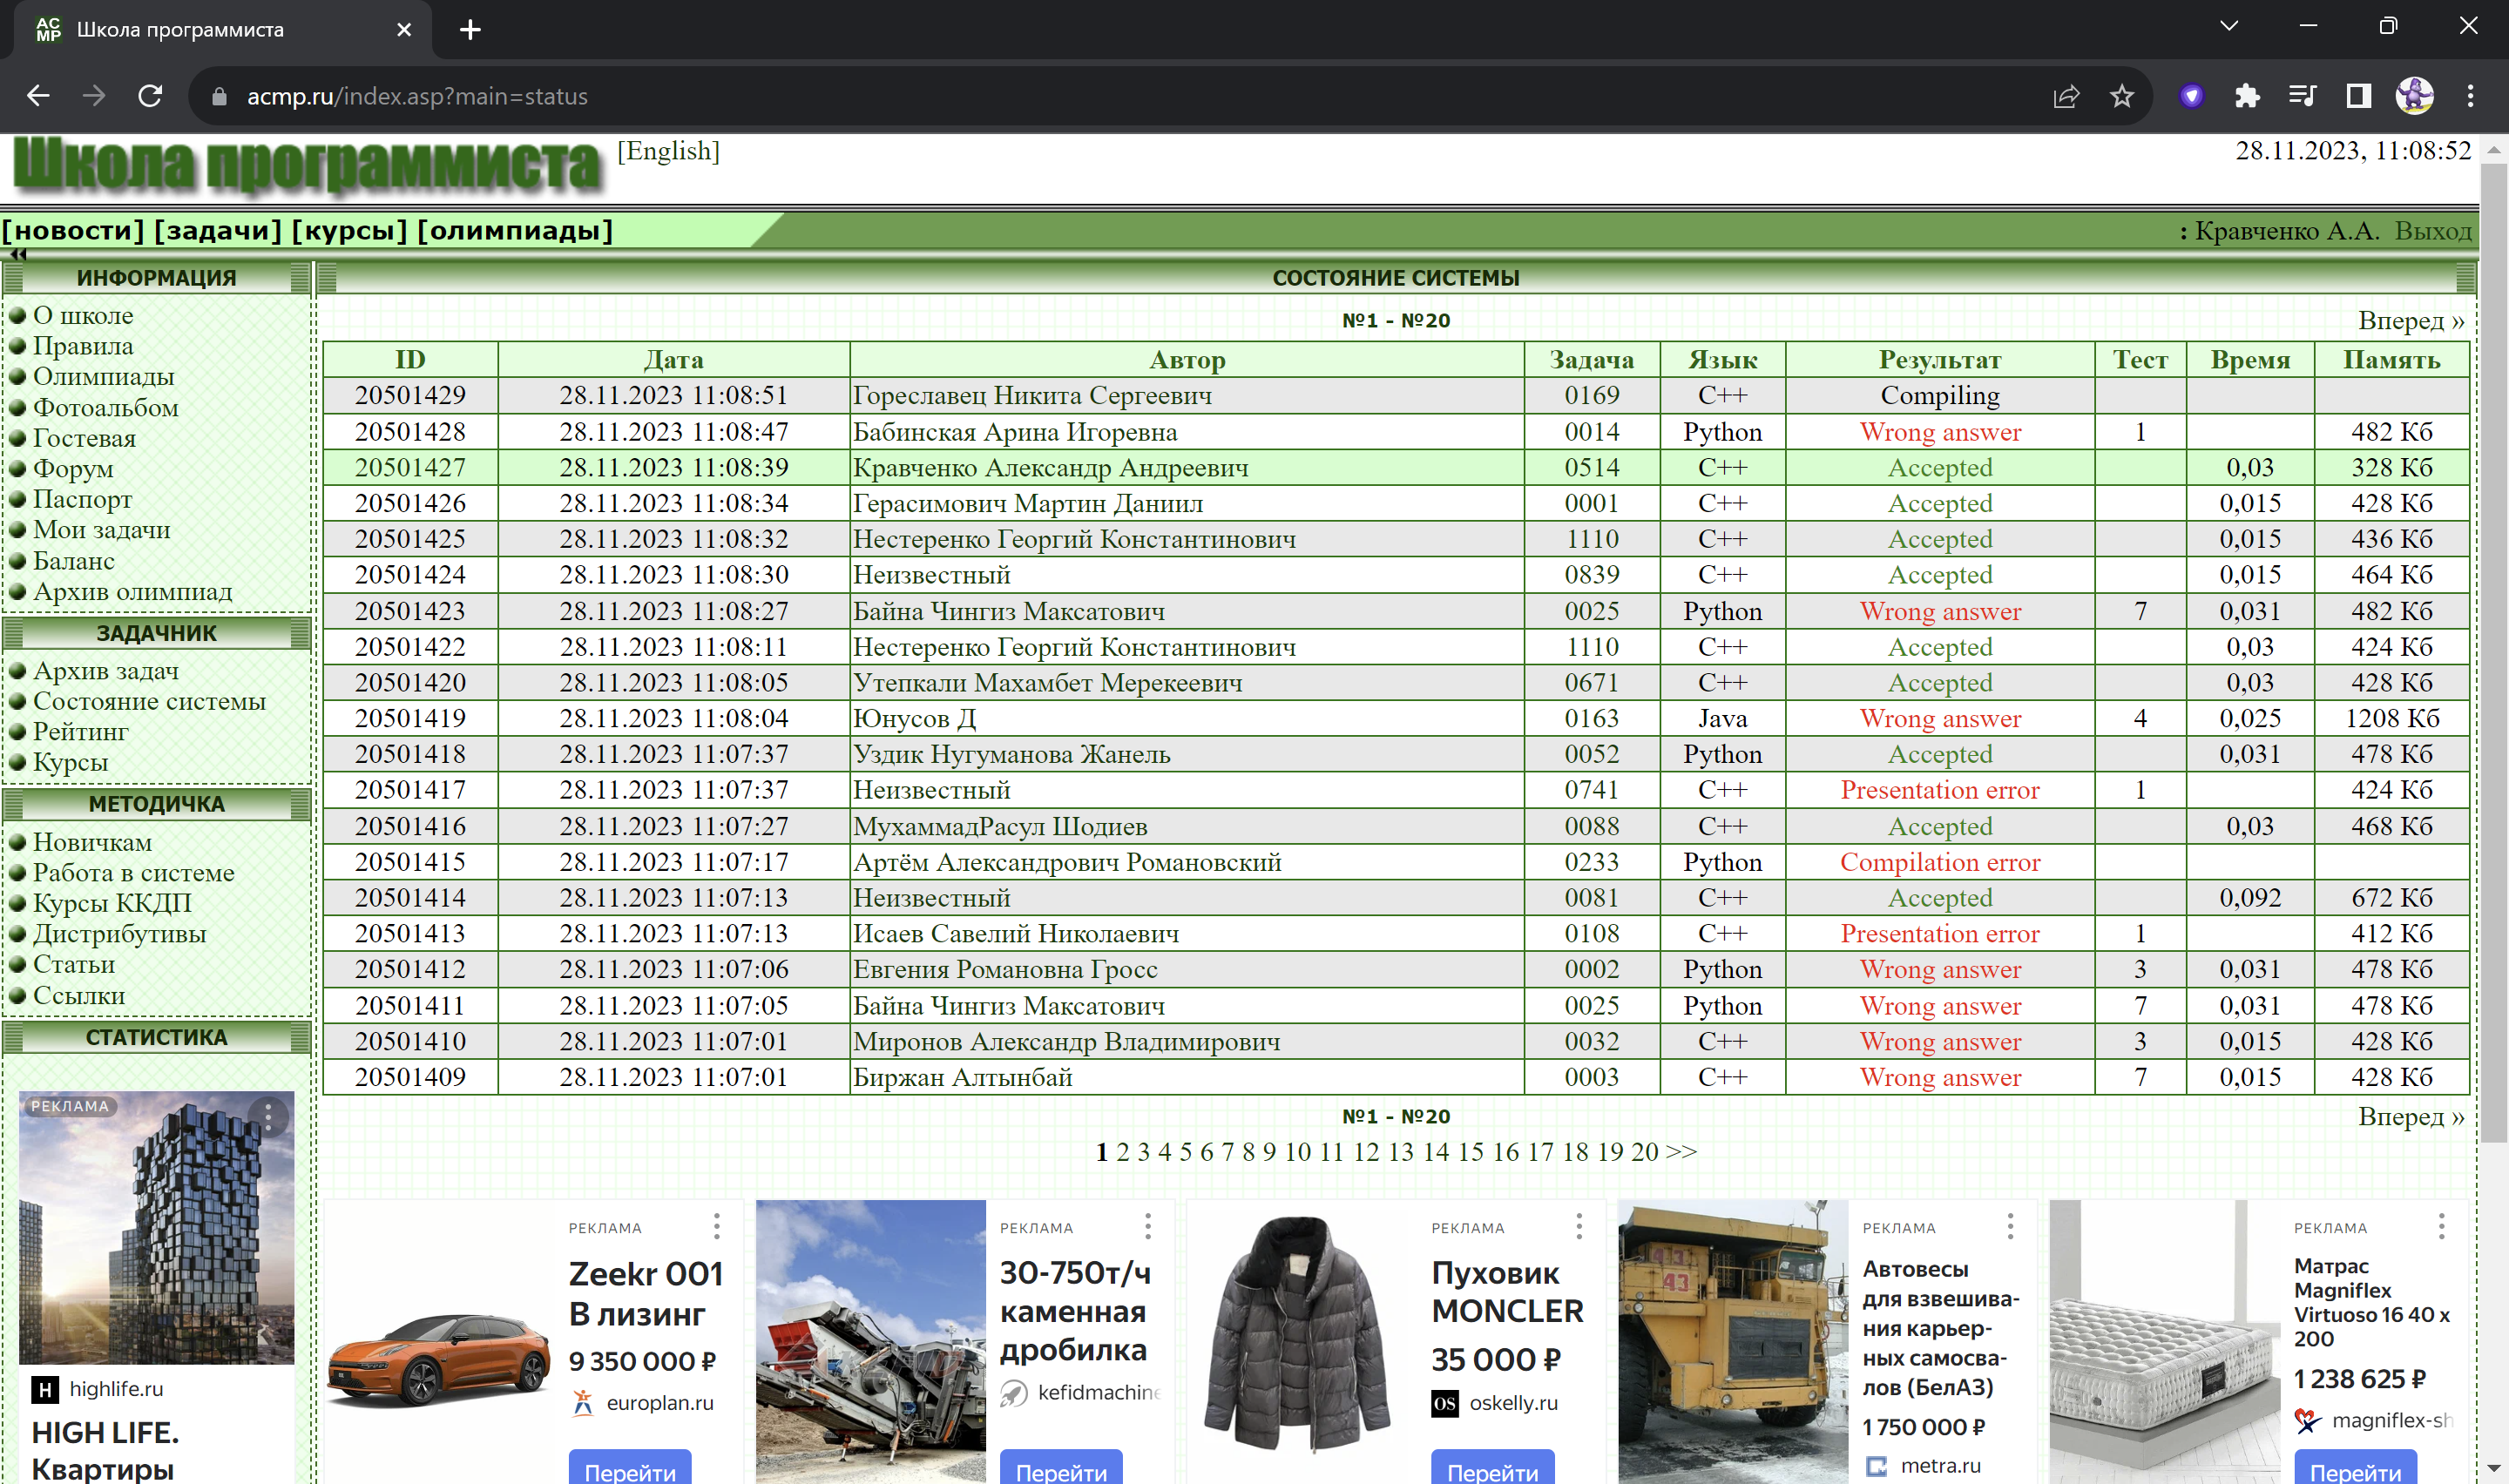 AC MP Школа программиста
acmp.ru/index.asp?main=status
Школа программиста [English] 28.11.2023, 11:08:52
[новости] [задачи] [курсы] [олимпиады] : Кравченко А.А. Выход
ИНФОРМАЦИЯ
О школе
Правила
Олимпиады
Фотоальбом
Гостевая
Форум
Паспорт
Мои задачи
Баланс
Архив олимпиад
ЗАДАЧНИК
Архив задач
Состояние системы
Рейтинг
Курсы
МЕТОДИЧКА
Новичкам
Работа в системе
Курсы ККДП
Дистрибутивы
Статьи
Ссылки
СТАТИСТИКА
РЕКЛАМА
highlife.ru
HIGH LIFE.
Квартиры
СОСТОЯНИЕ СИСТЕМЫ
№1 - №20 Вперед »
ID Дата Автор Задача Язык Результат Тест Время Память
20501429 28.11.2023 11:08:51 Гореславец Никита Сергеевич 0169 C++ Compiling
20501428 28.11.2023 11:08:47 Бабинская Арина Игоревна 0014 Python Wrong answer 1 482 Кб
20501427 28.11.2023 11:08:39 Кравченко Александр Андреевич 0514 C++ Accepted 0,03 328 Кб
20501426 28.11.2023 11:08:34 Герасимович Мартин Даниил 0001 C++ Accepted 0,015 428 Кб
20501425 28.11.2023 11:08:32 Нестеренко Георгий Константинович 1110 C++ Accepted 0,015 436 Кб
20501424 28.11.2023 11:08:30 Неизвестный 0839 C++ Accepted 0,015 464 Кб
20501423 28.11.2023 11:08:27 Байна Чингиз Максатович 0025 Python Wrong answer 7 0,031 482 Кб
20501422 28.11.2023 11:08:11 Нестеренко Георгий Константинович 1110 C++ Accepted 0,03 424 Кб
20501420 28.11.2023 11:08:05 Утепкали Махамбет Мерекеевич 0671 C++ Accepted 0,03 428 Кб
20501419 28.11.2023 11:08:04 Юнусов Д 0163 Java Wrong answer 4 0,025 1208 Кб
20501418 28.11.2023 11:07:37 Уздик Нугуманова Жанель 0052 Python Accepted 0,031 478 Кб
20501417 28.11.2023 11:07:37 Неизвестный 0741 C++ Presentation error 1 424 Кб
20501416 28.11.2023 11:07:27 МухаммадРасул Шодиев 0088 C++ Accepted 0,03 468 Кб
20501415 28.11.2023 11:07:17 Артём Александрович Романовский 0233 Python Compilation error
20501414 28.11.2023 11:07:13 Неизвестный 0081 C++ Accepted 0,092 672 Кб
20501413 28.11.2023 11:07:13 Исаев Савелий Николаевич 0108 C++ Presentation error 1 412 Кб
20501412 28.11.2023 11:07:06 Евгения Романовна Гросс 0002 Python Wrong answer 3 0,031 478 Кб
20501411 28.11.2023 11:07:05 Байна Чингиз Максатович 0025 Python Wrong answer 7 0,031 478 Кб
20501410 28.11.2023 11:07:01 Миронов Александр Владимирович 0032 C++ Wrong answer 3 0,015 428 Кб
20501409 28.11.2023 11:07:01 Биржан Алтынбай 0003 C++ Wrong answer 7 0,015 428 Кб
№1 - №20 Вперед »
1 2 3 4 5 6 7 8 9 10 11 12 13 14 15 16 17 18 19 20 >>
РЕКЛАМА
Zeekr 001
В лизинг
9 350 000 ₽
europlan.ru
Перейти
РЕКЛАМА
30-750т/ч
каменная
дробилка
kefidmachine
Перейти
РЕКЛАМА
Пуховик
MONCLER
35 000 ₽
OS oskelly.ru
Перейти
43 43
43
РЕКЛАМА
Автовесы
для взвешива-
ния карьер-
ных самосва-
лов (БелАЗ)
1 750 000 ₽
metra.ru
РЕКЛАМА
Матрас
Magniflex
Virtuoso 16 40 x
200
1 238 625 ₽
magniflex-sh
Перейти